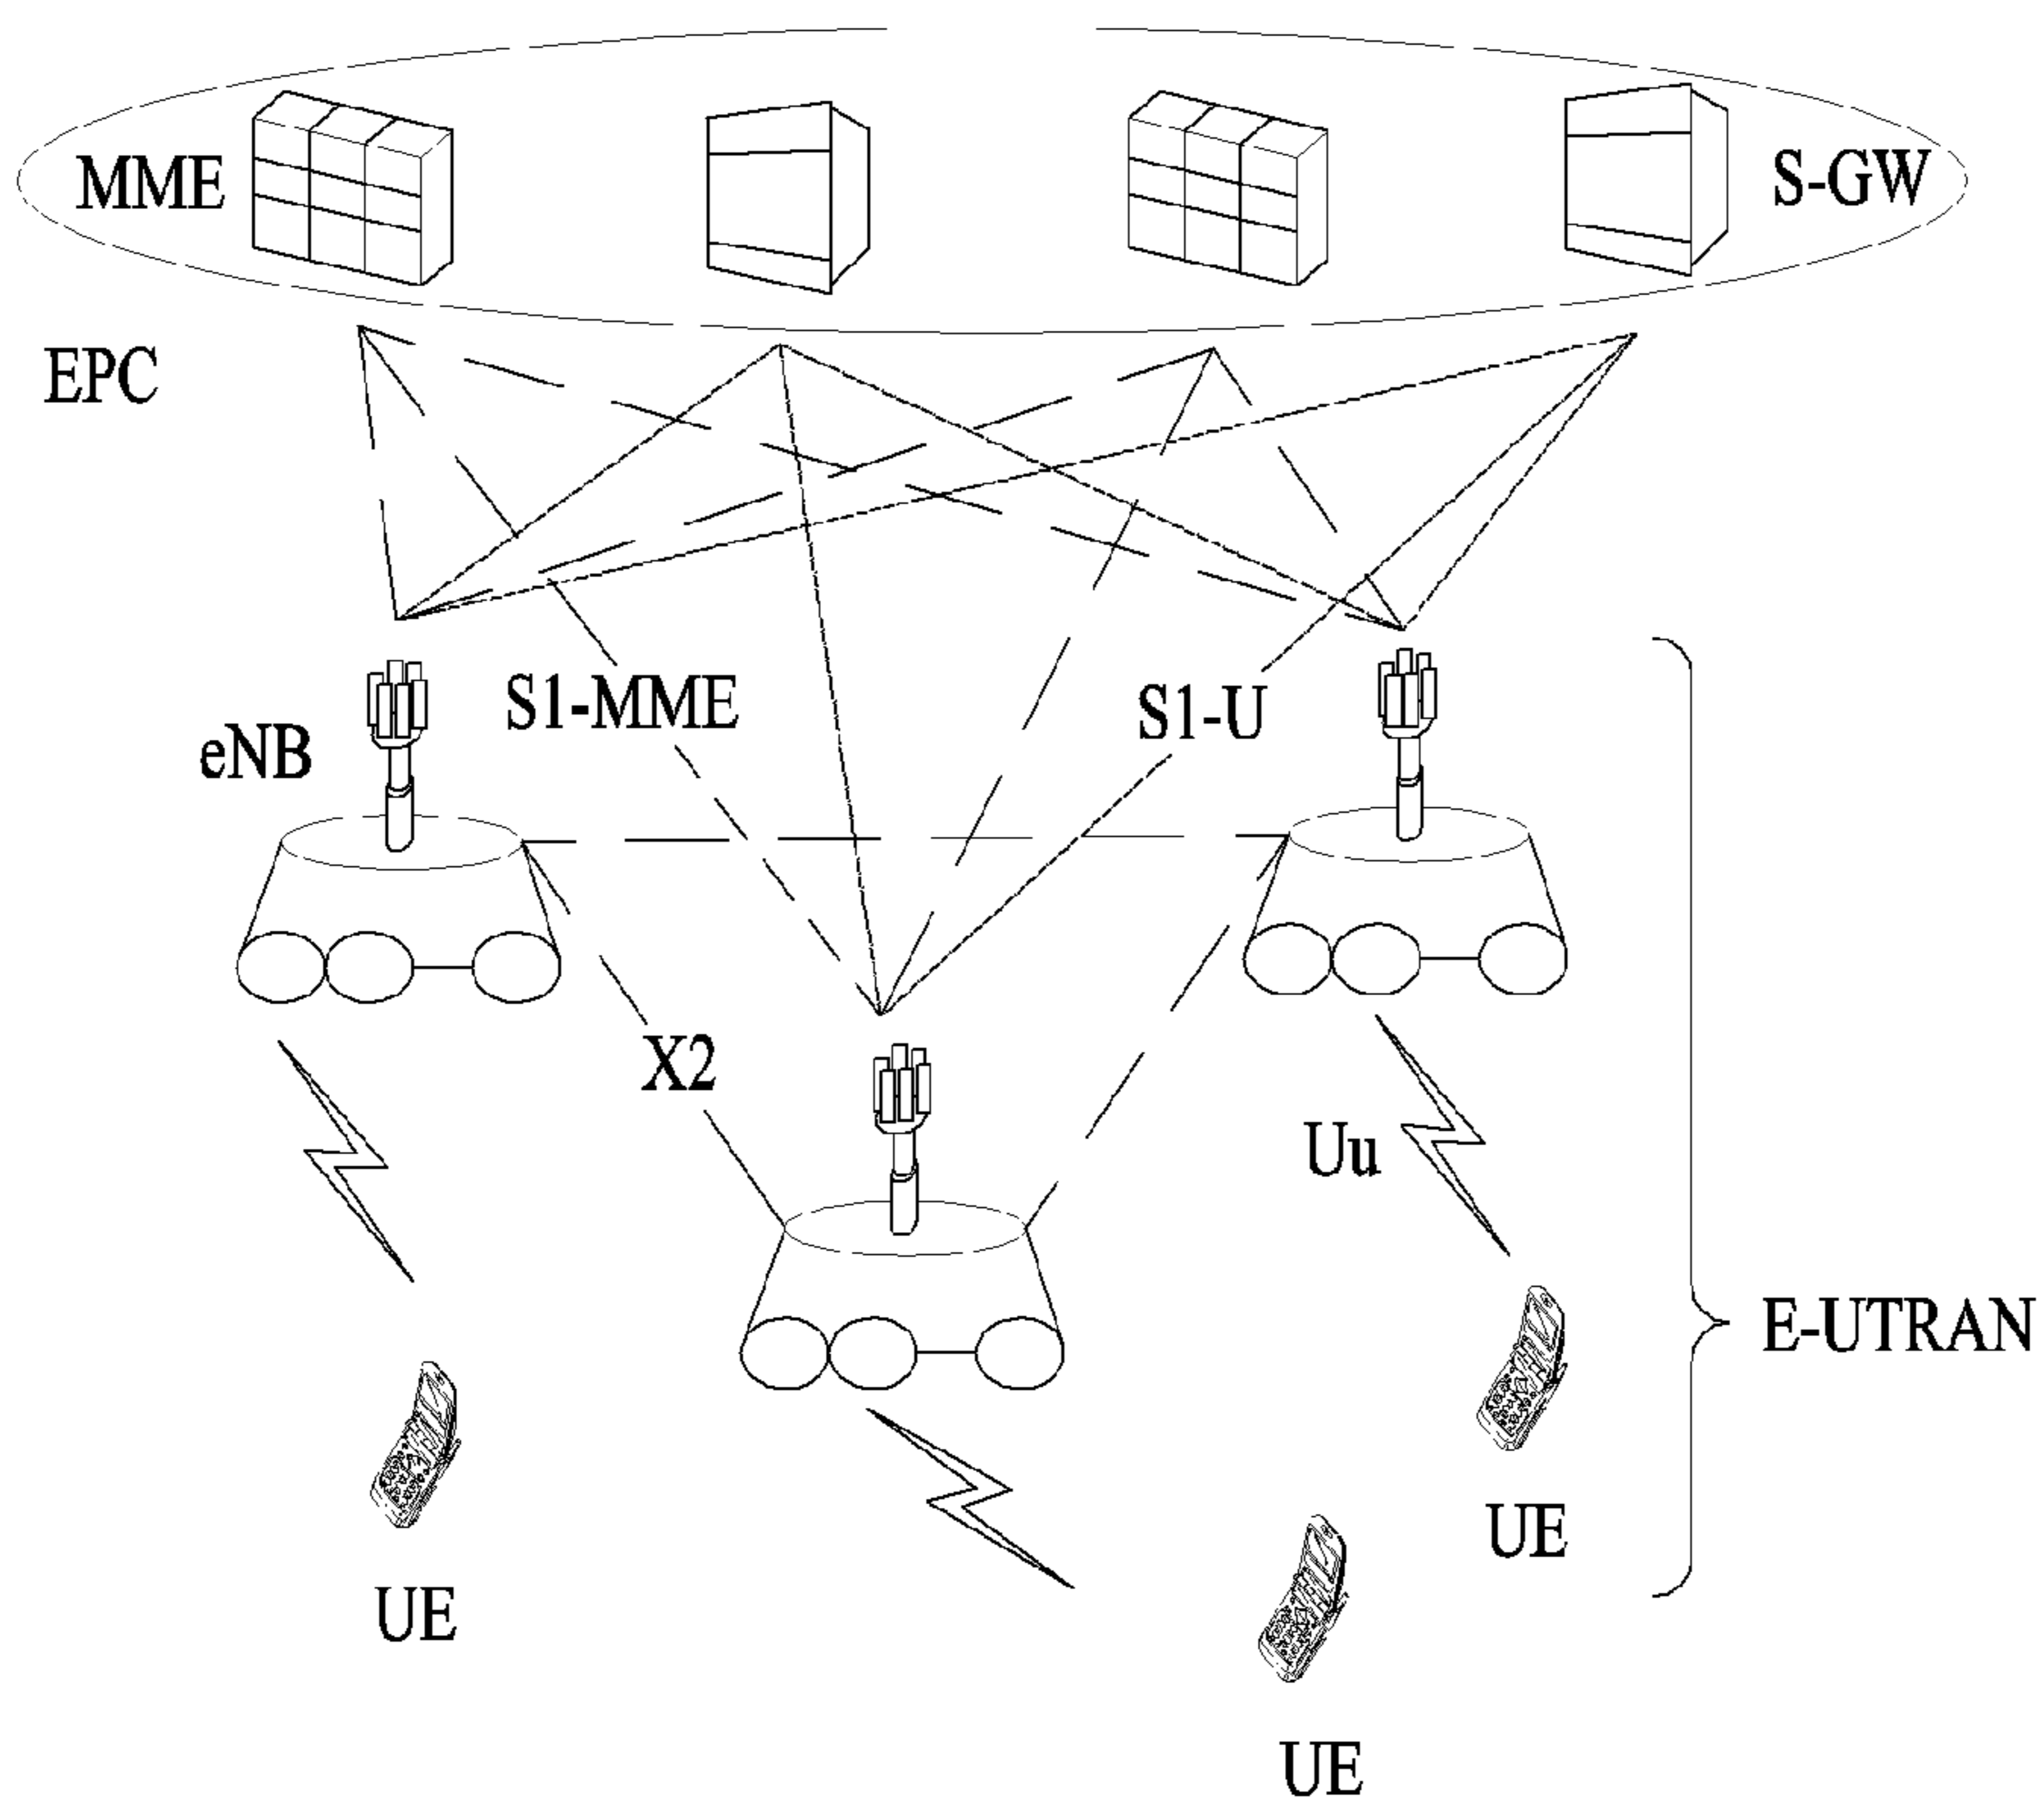 MME
S-GW
EPC
S1-MME
S1-U
eNB
X2
Uu
E-UTRAN
UE
UE
UE